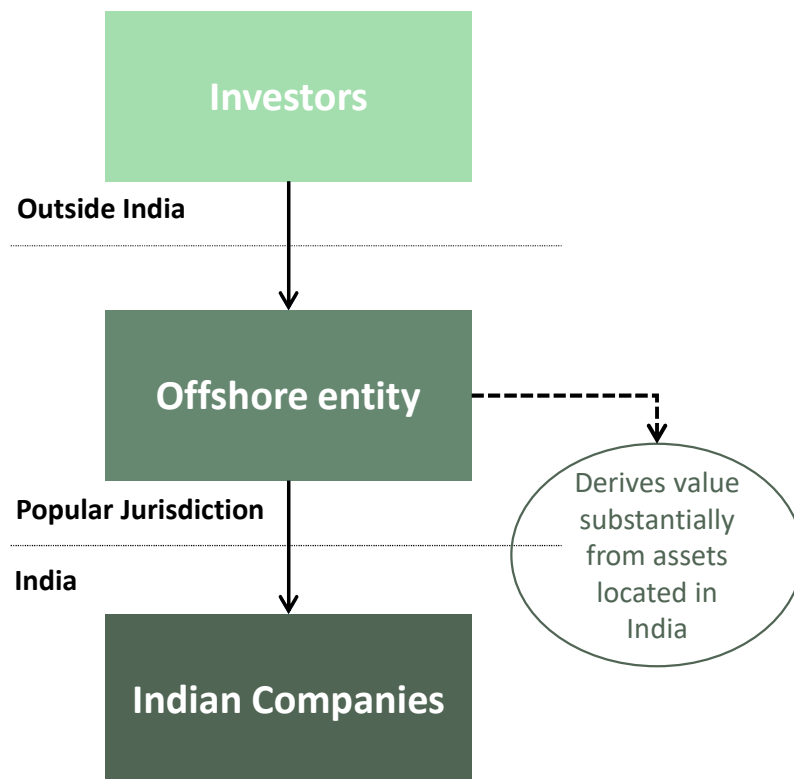 Investors
Outside India
Offshore entity
Derives value
substantially
from assets
located in
India
Popular Jurisdiction
India
Indian Companies